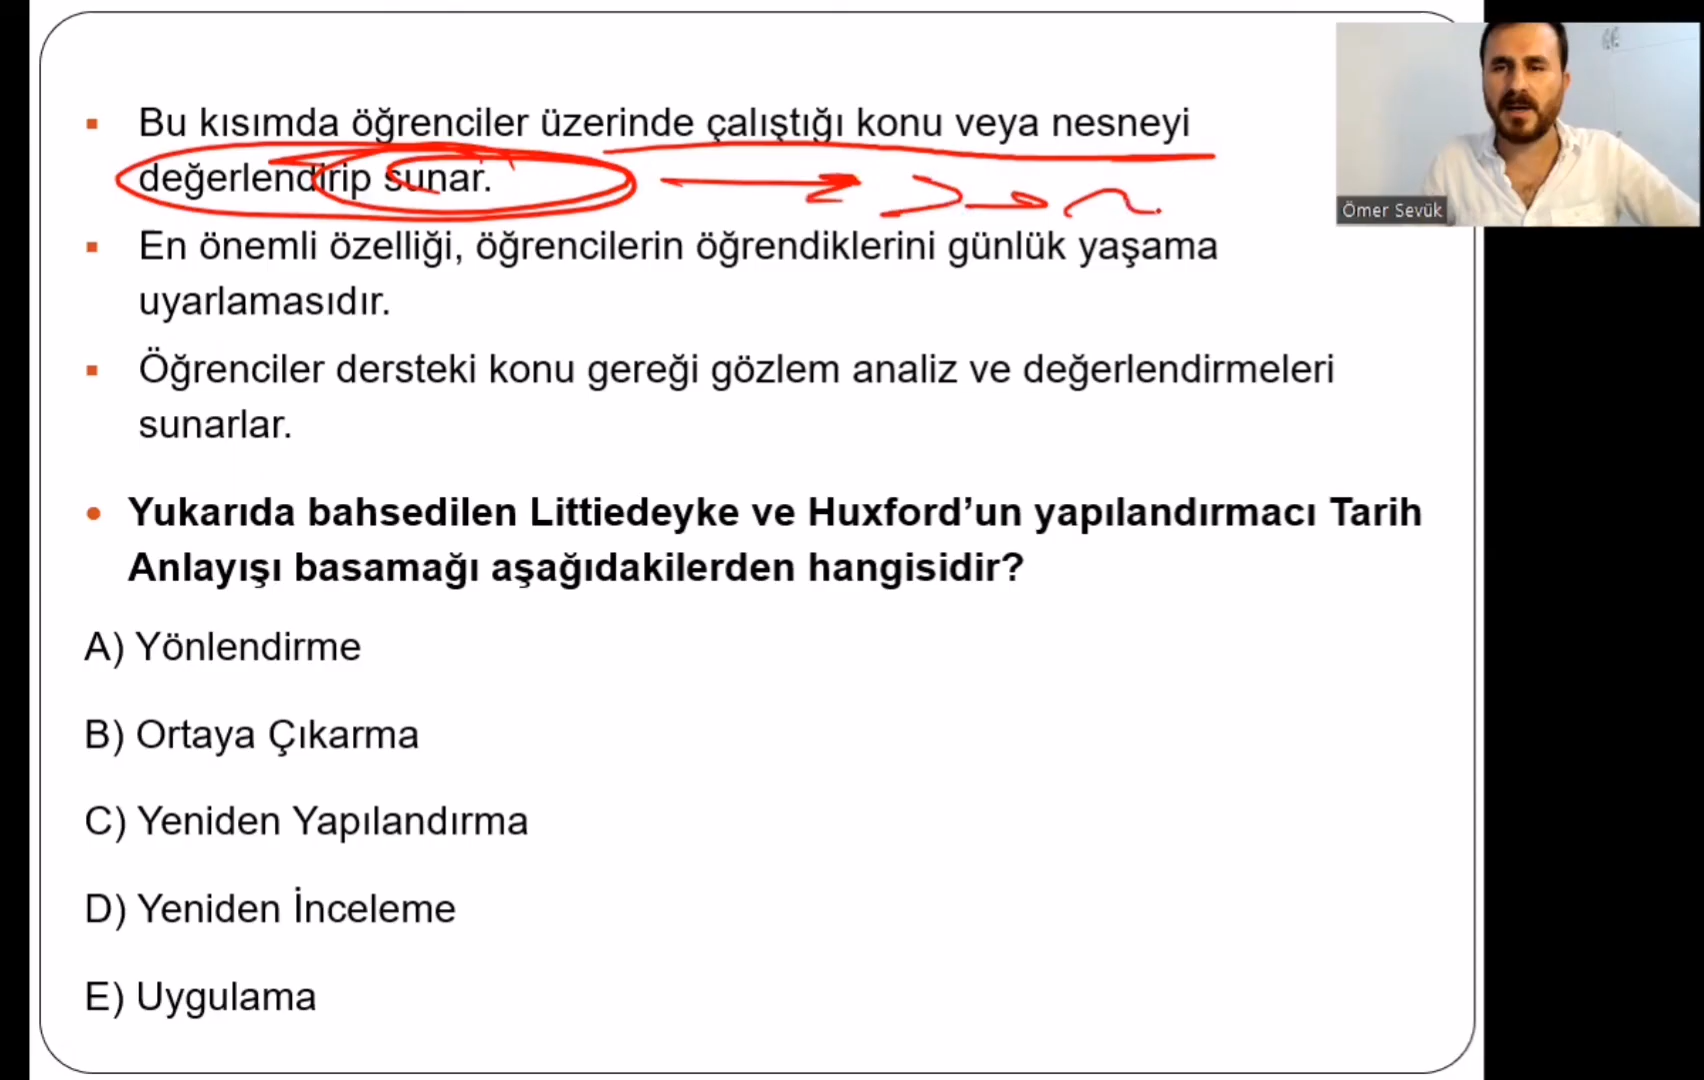 Bu kısımda öğrenciler üzerinde çalıştığı konu veya nesneyi
değerlendirip sunar.
En önemli özelliği, öğrencilerin öğrendiklerini günlük yaşama
uyarlamasıdır.
Öğrenciler dersteki konu gereği gözlem analiz ve değerlendirmeleri
sunarlar.
Yukarıda bahsedilen Littiedeyke ve Huxford’un yapılandırmacı Tarih
Anlayışı basamağı aşağıdakilerden hangisidir?
A) Yönlendirme
B) Ortaya Çıkarma
C) Yeniden Yapılandırma
D) Yeniden İnceleme
E) Uygulama
Ömer Sevük